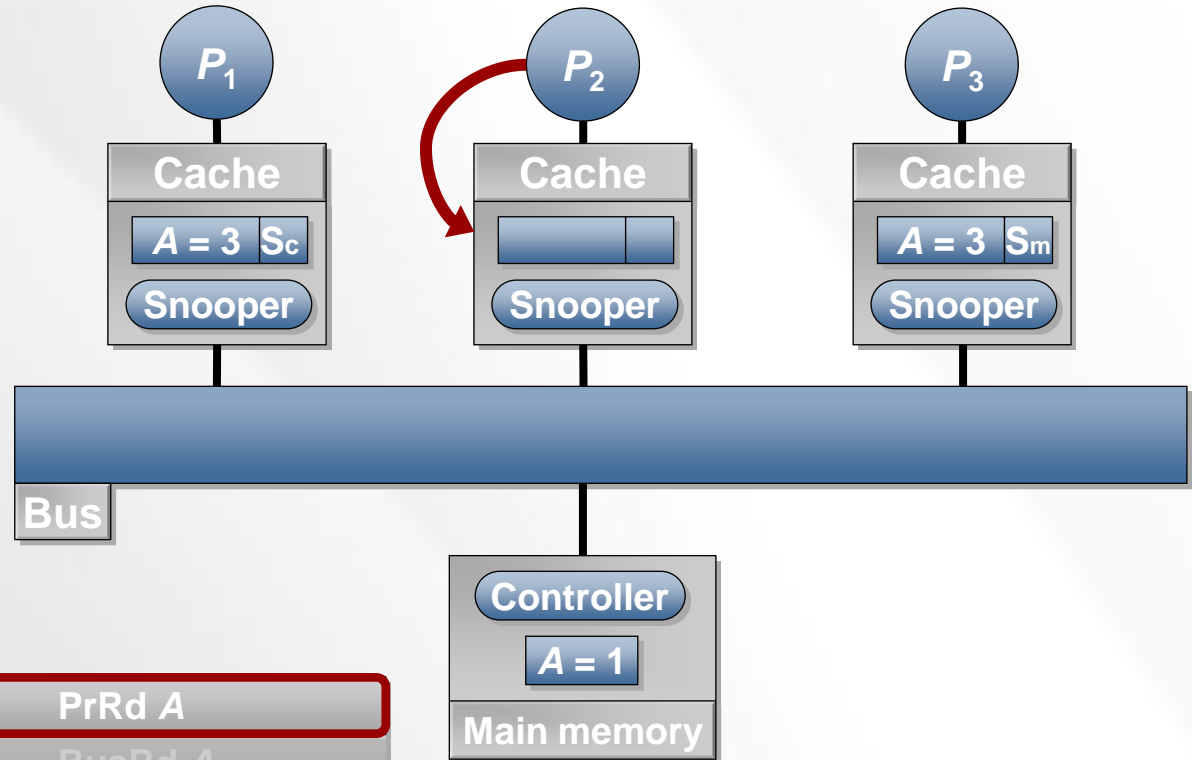 P1 P2 P3
Cache Cache Cache
A = 3 Sc A = 3 Sm
Snooper Snooper Snooper
Bus
Controller
A = 1
PrRd A
Main memory
BusRd A